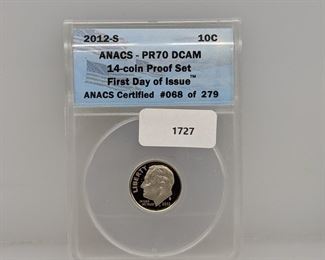 2012-S 10C
ANACS - PR70 DCAM
14-coin Proof Set
First Day of Issue™
ANACS Certified #068 of 279
1727
LIBERTY